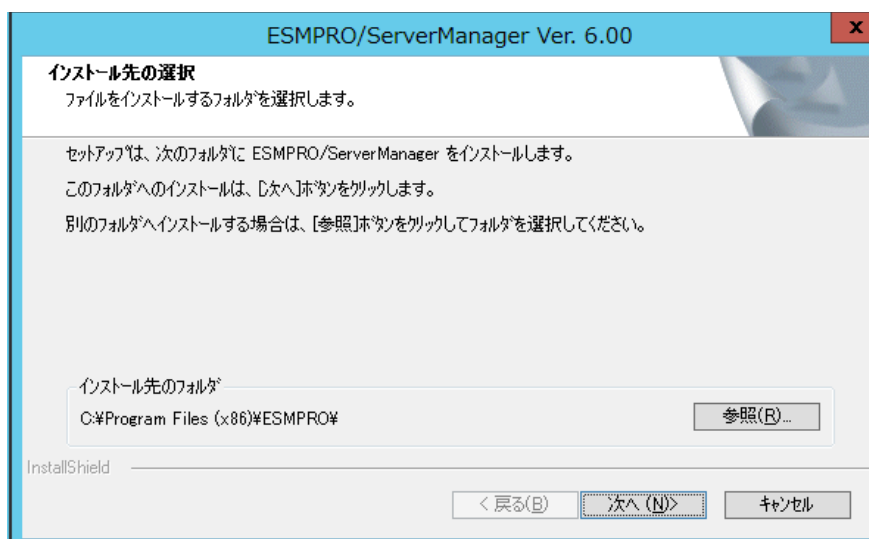 ESMPRO/ServerManager Ver. 6.00
x
インストール先の選択
ファイルをインストールするフォルダを選択します。
セットアップは、次のフォルダに ESMPRO/ServerManager をインストールします。
このフォルダへのインストールは、[次へ]ボタンをクリックします。
別のフォルダへインストールする場合は、[参照]ボタンをクリックしてフォルダを選択してください。
インストール先のフォルダ
C:¥Program Files (x86)¥ESMPRO¥
参照(R)...
InstallShield
< 戻る(B)
次へ (N)>
キャンセル